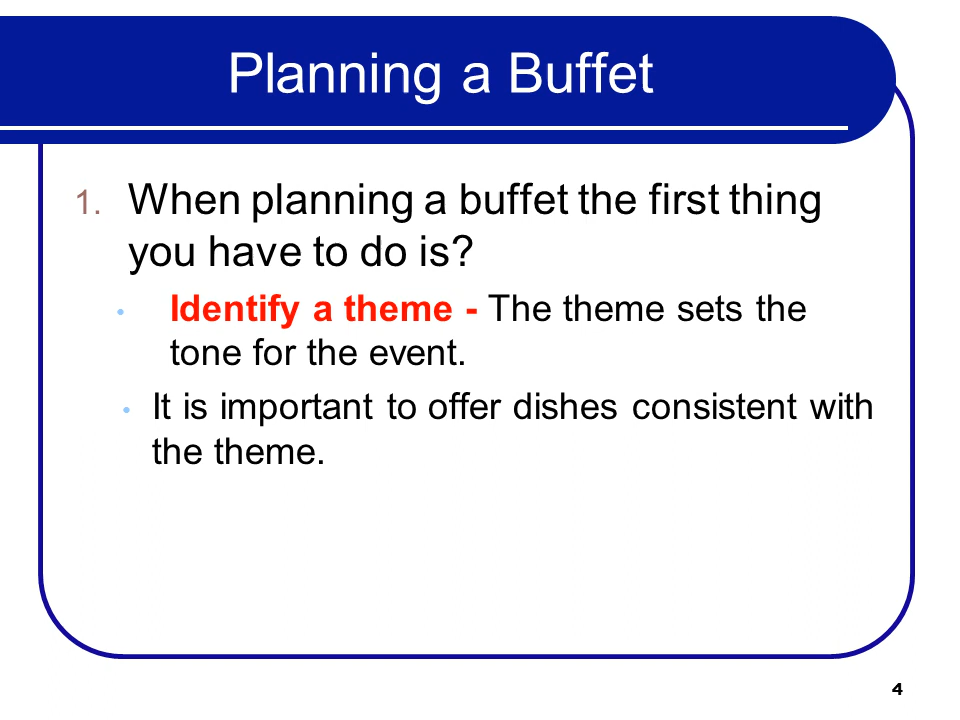 Planning a Buffet
1. When planning a buffet the first thing
you have to do is?
• Identify a theme - The theme sets the
tone for the event.
• It is important to offer dishes consistent with
the theme.
4